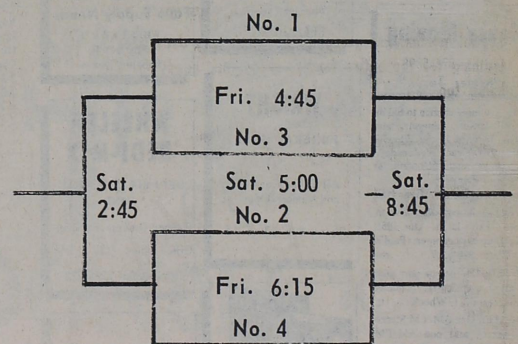 No. 1
Fri. 4:45
No. 3
Sat. 2:45
Sat. 5:00
Sat. 8:45
No. 2
Fri. 6:15
No. 4